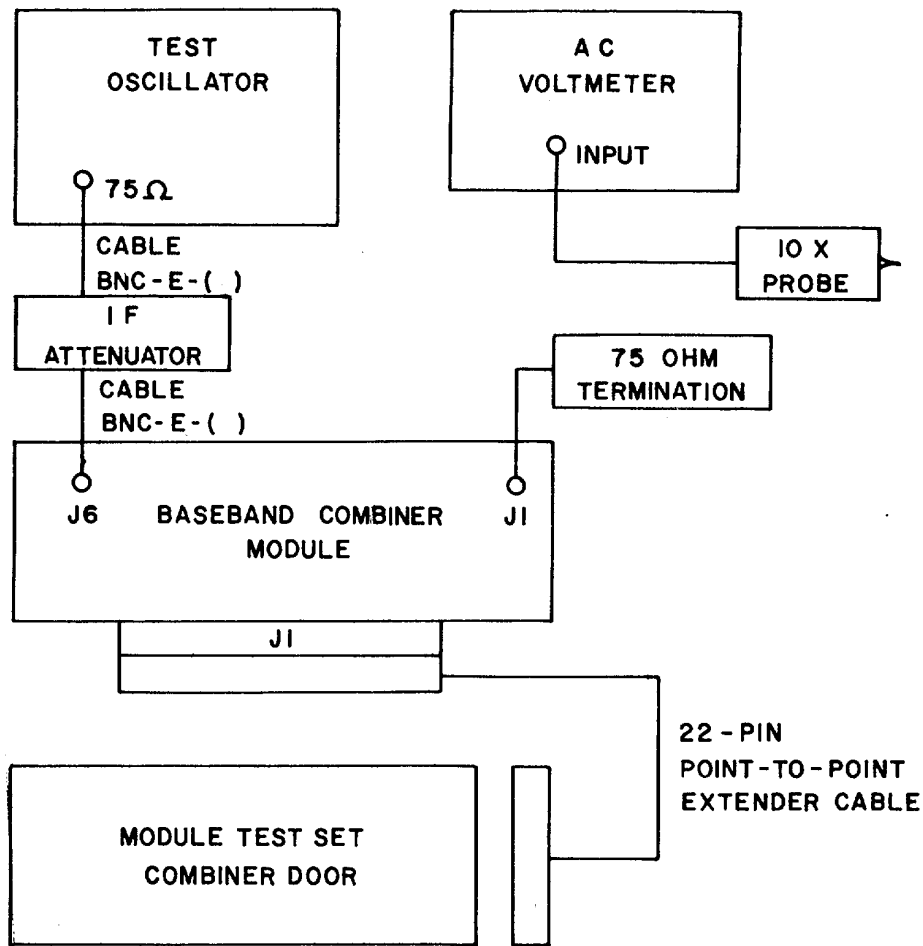 TEST
OSCILLATOR
75Ω
AC
VOLTMETER
INPUT
CABLE
BNC-E-( )
10 X
PROBE
IF
ATTENUATOR
CABLE
BNC-E-( )
75 OHM
TERMINATION
J6 BASEBAND COMBINER J1
MODULE
J1
22-PIN
POINT-TO-POINT
EXTENDER CABLE
MODULE TEST SET
COMBINER DOOR